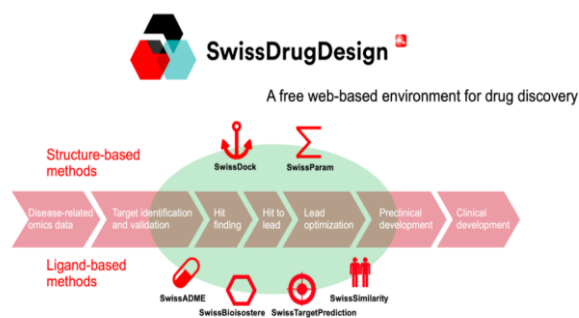 SwissDrugDesign
A free web-based environment for drug discovery
Structure-based
methods
SwissDock
SwissParam
Disease-related
omics data
Target identification
and validation
Hit
finding
Hit to
lead
Lead
optimization
Preclinical
development
Clinical
development
Ligand-based
methods
SwissADME
SwissBioisostere
SwissTargetPrediction
SwissSimilarity